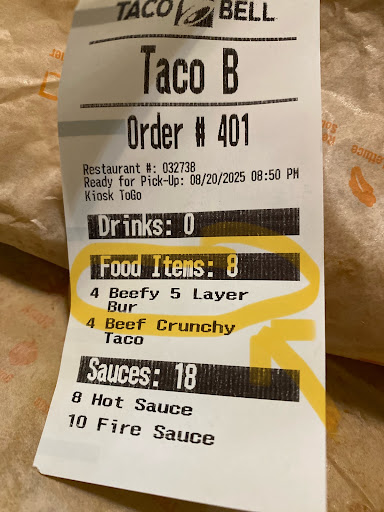 TACO BELL
Taco B
Order # 401
Restaurant #: 032738
Ready for Pick-Up: 08/20/2025 08:50 PM
Kiosk ToGo
Drinks: 0
Food Items: 8
4 Beefy 5 Layer
Bur
4 Beef Crunchy
Taco
Sauces: 18
8 Hot Sauce
10 Fire Sauce